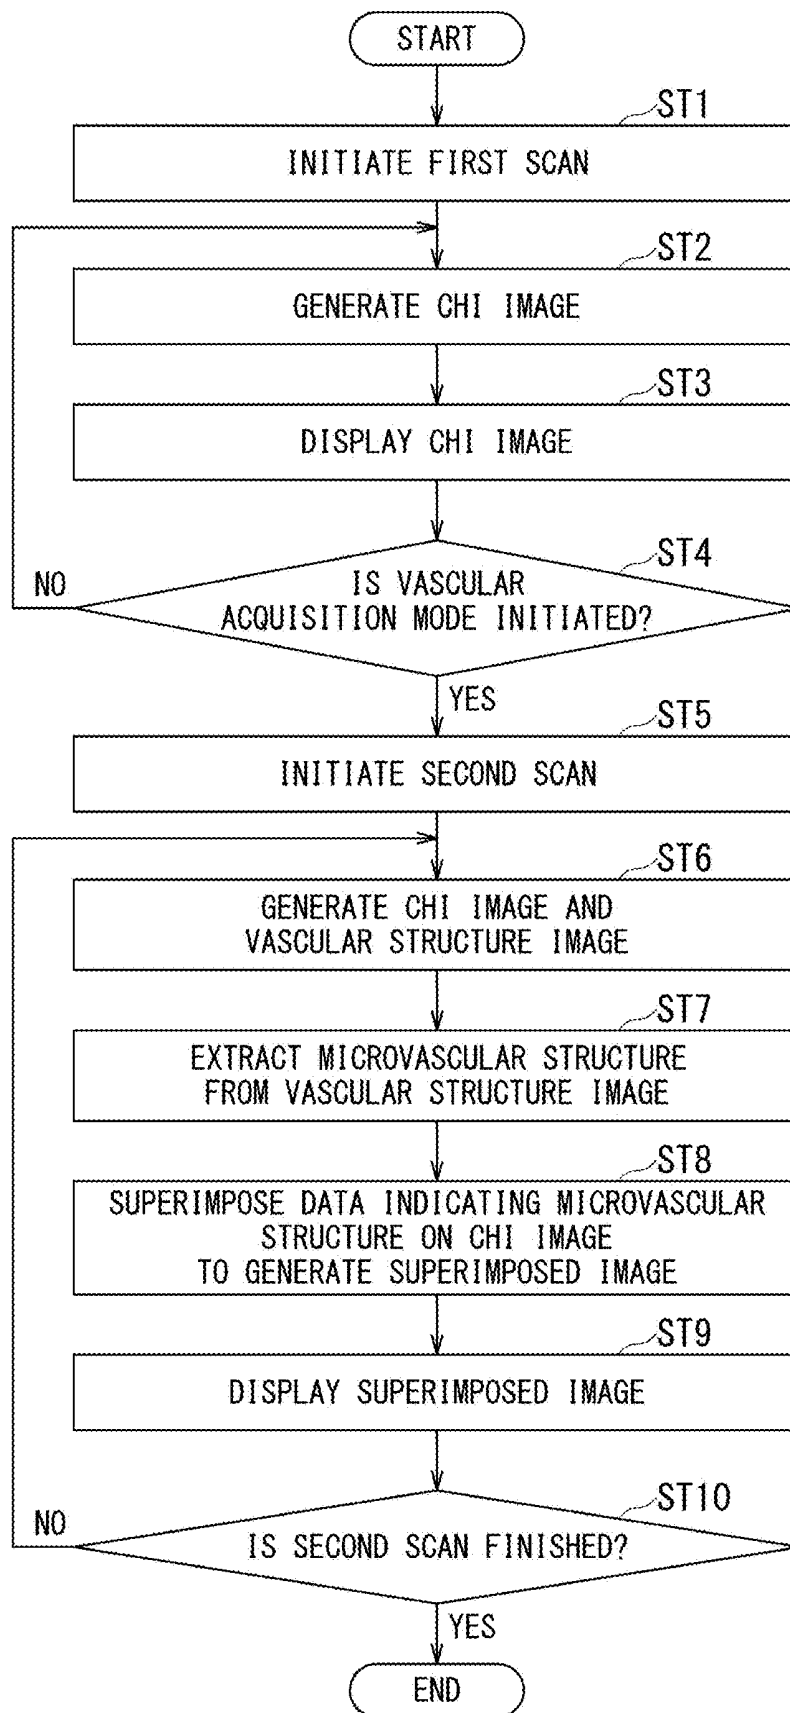 START
ST1
INITIATE FIRST SCAN
ST2
GENERATE CHI IMAGE
ST3
DISPLAY CHI IMAGE
ST4
NO
IS VASCULAR
ACQUISITION MODE INITIATED?
YES
ST5
INITIATE SECOND SCAN
ST6
GENERATE CHI IMAGE AND
VASCULAR STRUCTURE IMAGE
ST7
EXTRACT MICROVASCULAR STRUCTURE
FROM VASCULAR STRUCTURE IMAGE
ST8
SUPERIMPOSE DATA INDICATING MICROVASCULAR
STRUCTURE ON CHI IMAGE
TO GENERATE SUPERIMPOSED IMAGE
ST9
DISPLAY SUPERIMPOSED IMAGE
ST10
NO
IS SECOND SCAN FINISHED?
YES
END